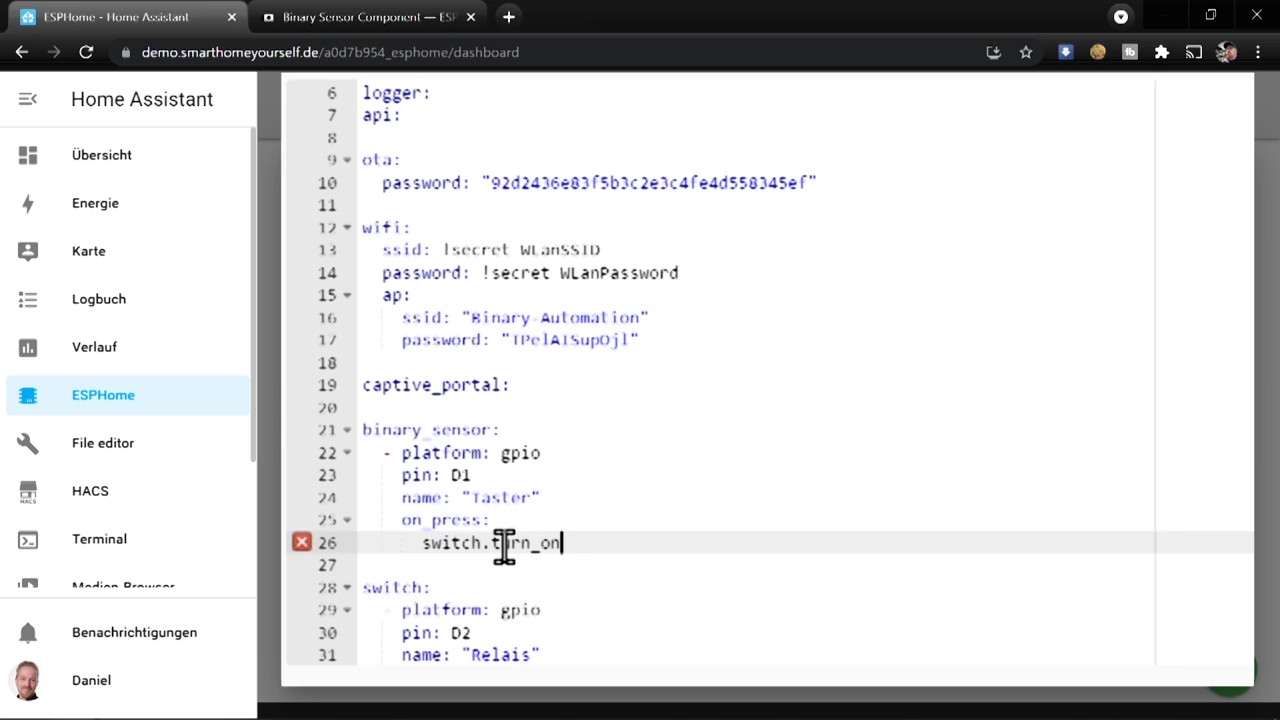 ESPHome - Home Assistant
Binary Sensor Component — ESP
demo.smarthomeyourself.de/a0d7b954_esphome/dashboard
Home Assistant
Übersicht
Energie
Karte
Logbuch
Verlauf
ESPHome
File editor
HACS
HACS
Terminal
Medien Browser
Benachrichtigungen
Daniel
6 logger:
7 api:
8
9 ota:
10 password: "92d2436e83f5b3c2e3c4fe4d558345ef"
11
12 wifi:
13 ssid: !secret WLanSSID
14 password: !secret WLanPassword
15 ap:
16 ssid: "Binary-Automation"
17 password:
18
19 captive_portal:
20
21 binary_sensor:
22 - platform: gpio
23 pin: D1
24 name: "Taster"
25 on_press:
26 switch.turn_on
27
28 switch:
29 - platform: gpio
30 pin: D2
31 name: "Relais"